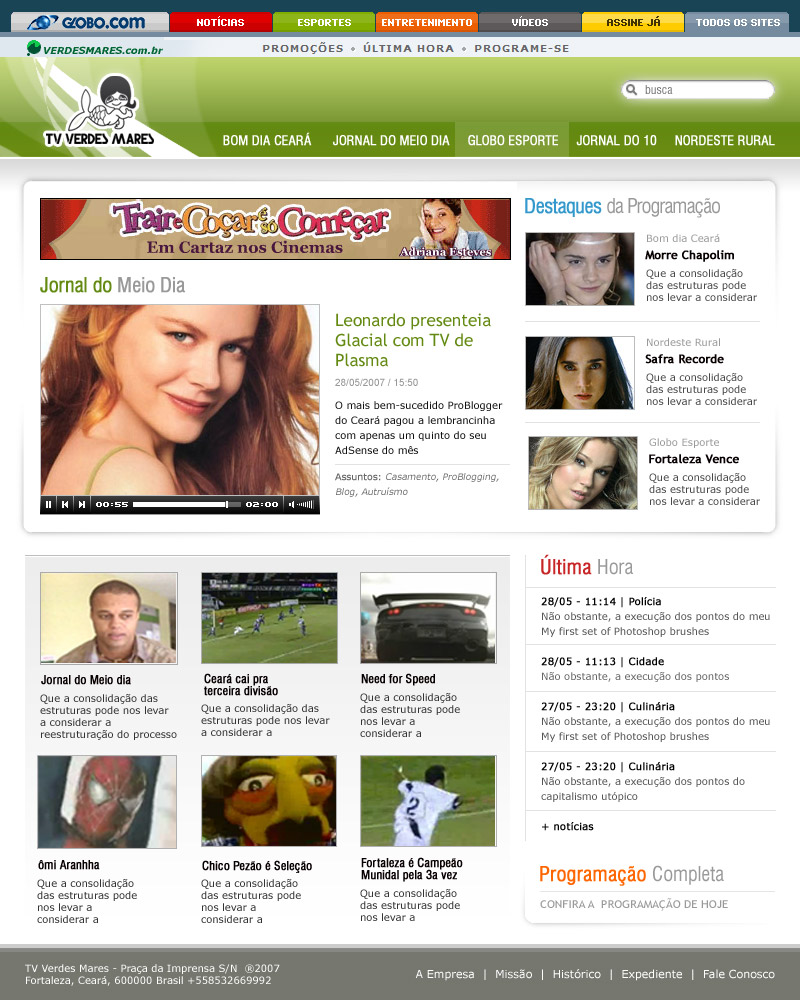 GLOBO.COM
NOTÍCIAS
ESPORTES
ENTRETENIMENTO
VÍDEOS
ASSINE JÁ
TODOS OS SITES
VERDESMARES.com.br
PROMOÇÕES • ÚLTIMA HORA • PROGRAME-SE
busca
TV VERDES MARES
BOM DIA CEARÁ
JORNAL DO MEIO DIA
GLOBO ESPORTE
JORNAL DO 10
NORDESTE RURAL
Trair e Coçar é só Começar
Em Cartaz nos Cinemas
Adriana Esteves
Jornal do Meio Dia
00:55
02:00
Leonardo presenteia
Glacial com TV de
Plasma
28/05/2007 / 15:50
O mais bem-sucedido ProBlogger
do Ceará pagou a lembrancinha
com apenas um quinto do seu
AdSense do mês
Assuntos: Casamento, ProBlogging,
Blog, Autruísmo
Destaques da Programação
Bom dia Ceará
Morre Chapolim
Que a consolidação
das estruturas pode
nos levar a considerar
Nordeste Rural
Safra Recorde
Que a consolidação
das estruturas pode
nos levar a considerar
Globo Esporte
Fortaleza Vence
Que a consolidação
das estruturas pode
nos levar a considerar
Jornal do Meio dia
Que a consolidação das
estruturas pode nos levar
a considerar a
reestruturação do processo
Ceará cai pra
terceira divisão
Que a consolidação das
estruturas pode nos levar
a considerar a
Need for Speed
Que a consolidação
das estruturas pode
nos levar a
considerar a
ômi Aranhha
Que a consolidação
das estruturas pode
nos levar a
considerar a
Chico Pezão é Seleção
Que a consolidação
das estruturas pode
nos levar a
considerar a
2
Fortaleza é Campeão
Munidal pela 3a vez
Que a consolidação
das estruturas pode
nos levar a
Última Hora
28/05 - 11:14 | Polícia
Não obstante, a execução dos pontos do meu
My first set of Photoshop brushes
28/05 - 11:13 | Cidade
Não obstante, a execução dos pontos
27/05 - 23:20 | Culinária
Não obstante, a execução dos pontos do meu
My first set of Photoshop brushes
27/05 - 23:20 | Culinária
Não obstante, a execução dos pontos do
capitalismo utópico
+ notícias
Programação Completa
CONFIRA A PROGRAMAÇÃO DE HOJE
TV Verdes Mares - Praça da Imprensa S/N ®2007
Fortaleza, Ceará, 600000 Brasil +558532669992
A Empresa | Missão | Histórico | Expediente | Fale Conosco